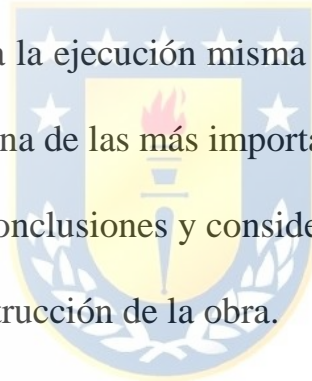 la ejecución misma
na de las más importa
onclusiones y conside
trucción de la obra.